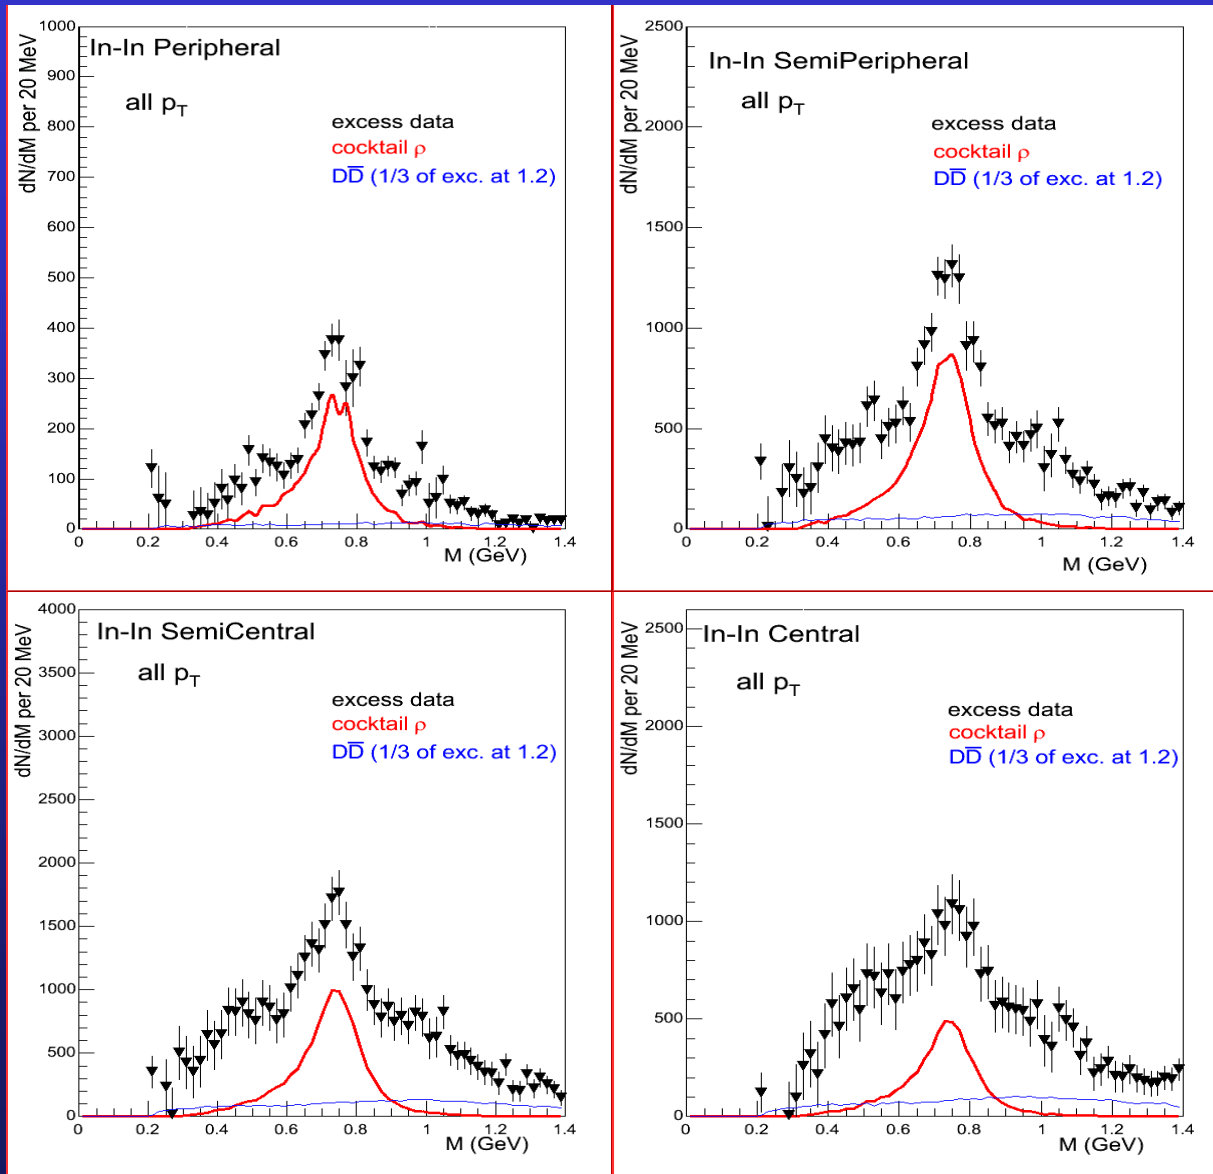 In-In Peripheral
all pT
excess data
cocktail ρ
DD̅ (1/3 of exc. at 1.2)
dN/dM per 20 MeV
1000
900
800
700
600
500
400
300
200
100
0
0 0.2 0.4 0.6 0.8 1 1.2 1.4
M (GeV)
In-In SemiPeripheral
all pT
excess data
cocktail ρ
DD̅ (1/3 of exc. at 1.2)
dN/dM per 20 MeV
2500
2000
1500
1000
500
0
0 0.2 0.4 0.6 0.8 1 1.2 1.4
M (GeV)
In-In SemiCentral
all pT
excess data
cocktail ρ
DD̅ (1/3 of exc. at 1.2)
dN/dM per 20 MeV
4000
3500
3000
2500
2000
1500
1000
500
0
0 0.2 0.4 0.6 0.8 1 1.2 1.4
M (GeV)
In-In Central
all pT
excess data
cocktail ρ
DD̅ (1/3 of exc. at 1.2)
dN/dM per 20 MeV
2500
2000
1500
1000
500
0
0 0.2 0.4 0.6 0.8 1 1.2 1.4
M (GeV)